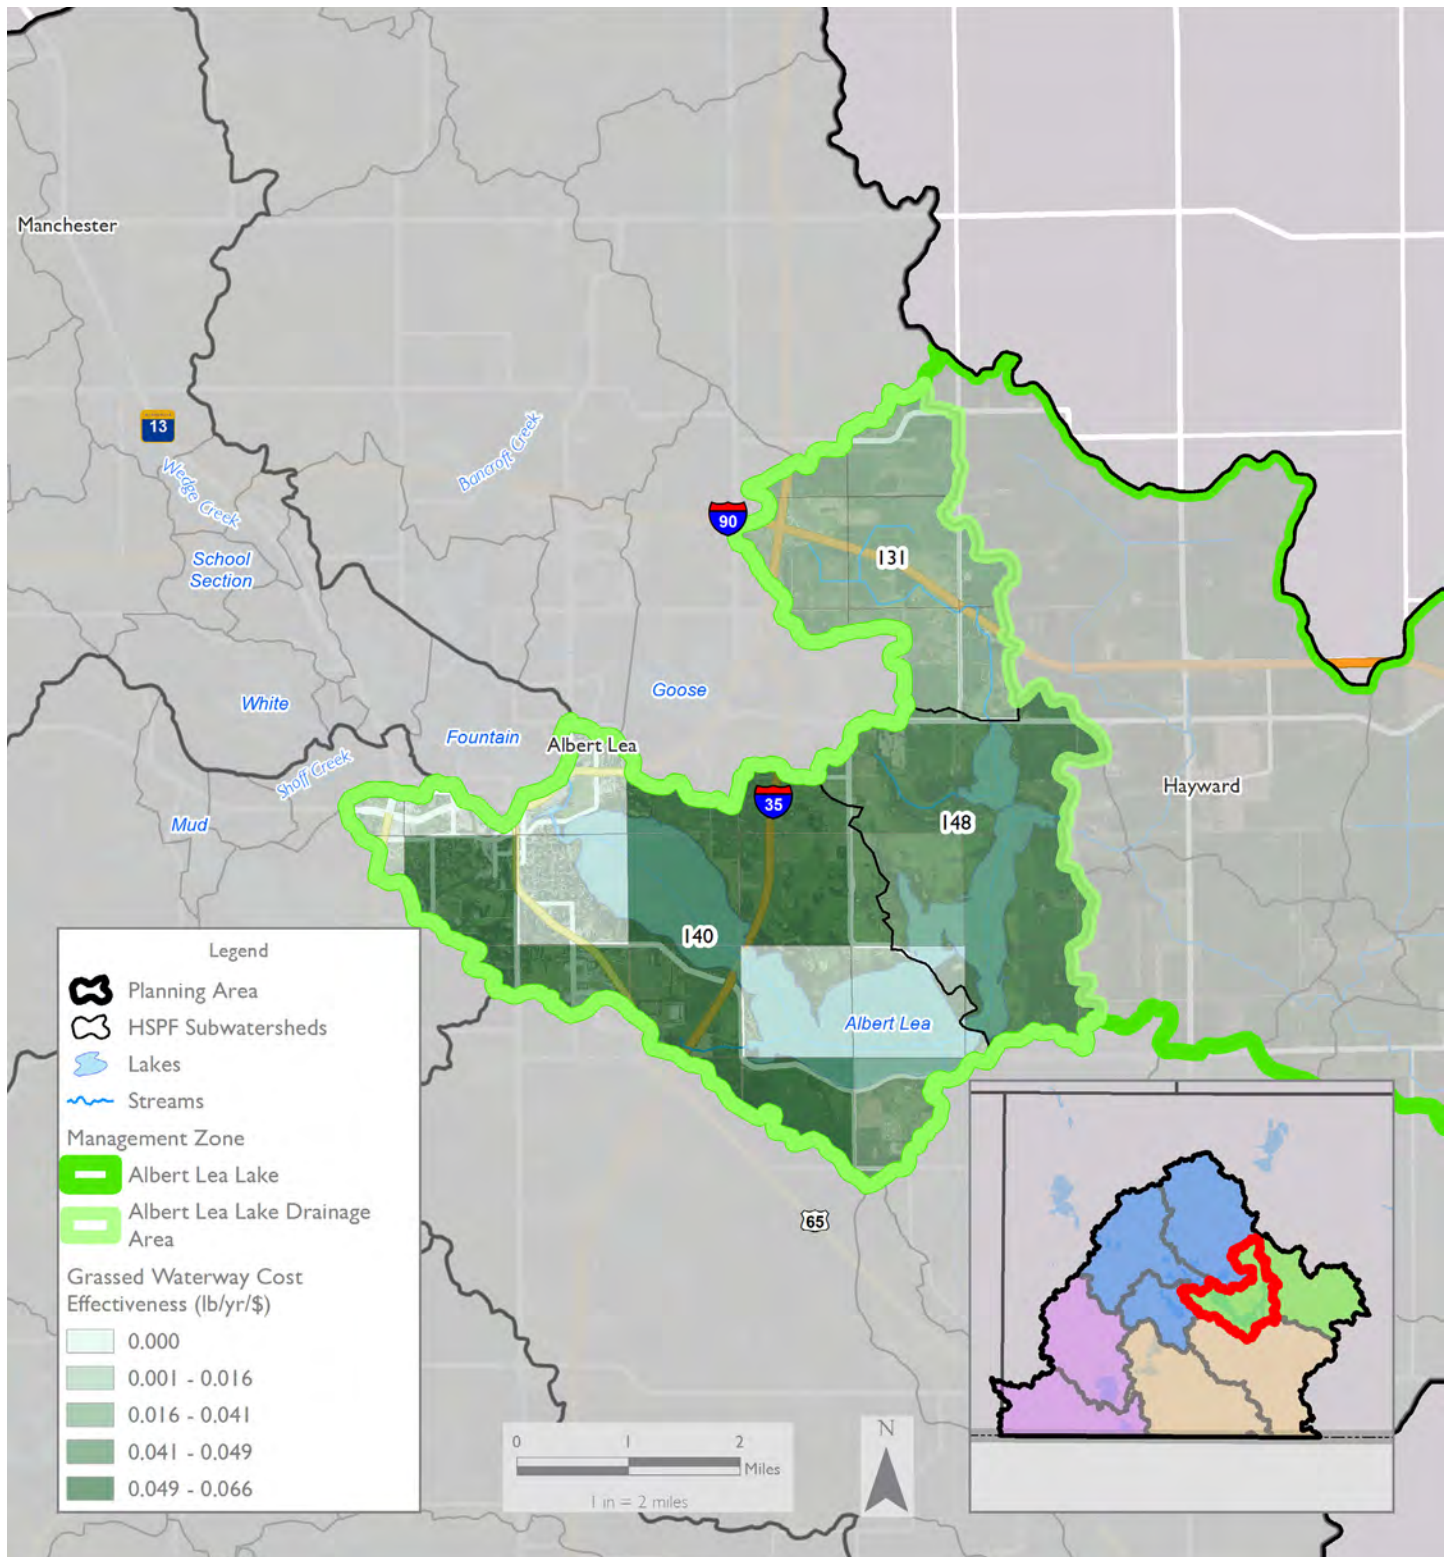 Manchester
13
Wedge Creek
School
Section
Bancroft Creek
90
131
White
Goose
Fountain
Albert Lea
Shoff Creek
Mud
35
148
Hayward
140
Albert Lea
65
Legend
Planning Area
HSPF Subwatersheds
Lakes
Streams
Management Zone
Albert Lea Lake
Albert Lea Lake Drainage
Area
Grassed Waterway Cost
Effectiveness (lb/yr/$)
0.000
0.001 - 0.016
0.016 - 0.041
0.041 - 0.049
0.049 - 0.066
0 1 2
Miles
1 in = 2 miles
N